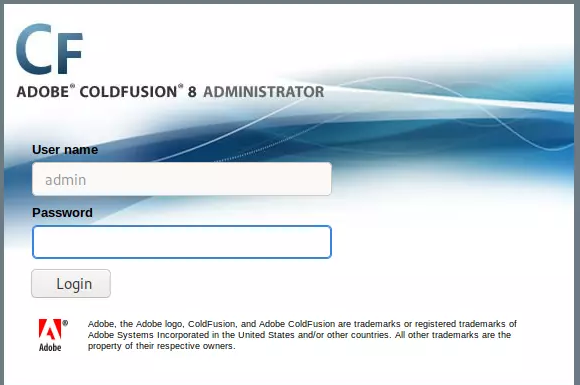 CF
ADOBE® COLDFUSION® 8 ADMINISTRATOR
User name
admin
Password
Login
Adobe, the Adobe logo, ColdFusion, and Adobe ColdFusion are trademarks or registered trademarks of
Adobe Systems Incorporated in the United States and/or other countries. All other trademarks are the
property of their respective owners.
®
Adobe